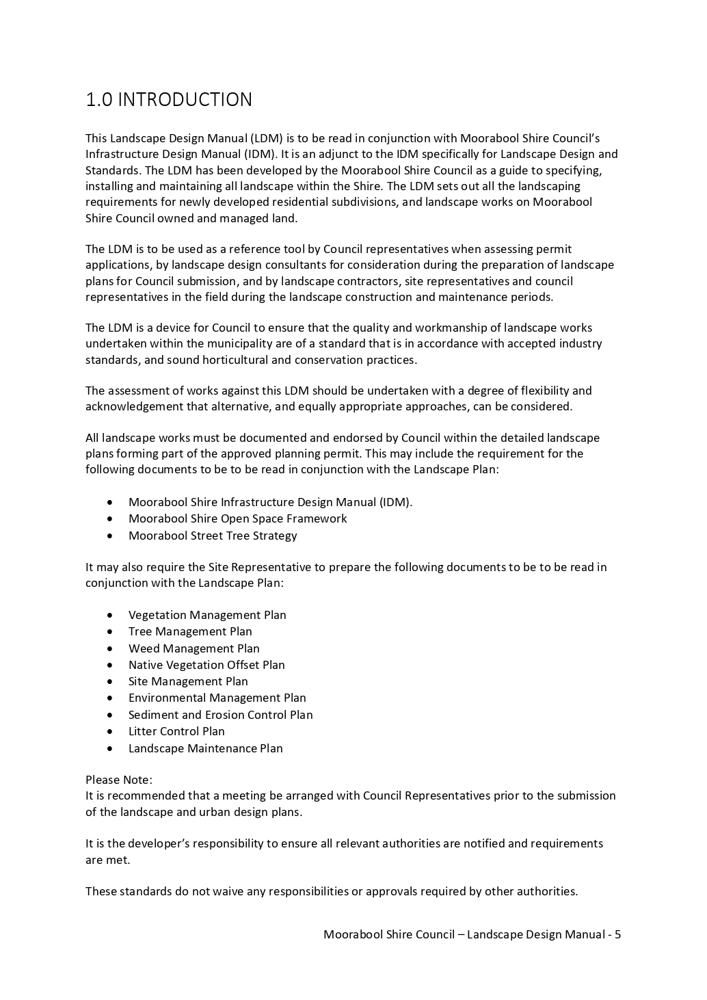 1.0 INTRODUCTION
This Landscape Design Manual (LDM) is to be read in conjunction with Moorabool Shire Council’s
Infrastructure Design Manual (IDM). It is an adjunct to the IDM specifically for Landscape Design and
Standards. The LDM has been developed by the Moorabool Shire Council as a guide to specifying,
installing and maintaining all landscape within the Shire. The LDM sets out all the landscaping
requirements for newly developed residential subdivisions, and landscape works on Moorabool
Shire Council owned and managed land.
The LDM is to be used as a reference tool by Council representatives when assessing permit
applications, by landscape design consultants for consideration during the preparation of landscape
plans for Council submission, and by landscape contractors, site representatives and council
representatives in the field during the landscape construction and maintenance periods.
The LDM is a device for Council to ensure that the quality and workmanship of landscape works
undertaken within the municipality are of a standard that is in accordance with accepted industry
standards, and sound horticultural and conservation practices.
The assessment of works against this LDM should be undertaken with a degree of flexibility and
acknowledgement that alternative, and equally appropriate approaches, can be considered.
All landscape works must be documented and endorsed by Council within the detailed landscape
plans forming part of the approved planning permit. This may include the requirement for the
following documents to be to be read in conjunction with the Landscape Plan:
• Moorabool Shire Infrastructure Design Manual (IDM).
• Moorabool Shire Open Space Framework
• Moorabool Street Tree Strategy
It may also require the Site Representative to prepare the following documents to be to be read in
conjunction with the Landscape Plan:
• Vegetation Management Plan
• Tree Management Plan
• Weed Management Plan
• Native Vegetation Offset Plan
• Site Management Plan
• Environmental Management Plan
• Sediment and Erosion Control Plan
• Litter Control Plan
• Landscape Maintenance Plan
Please Note:
It is recommended that a meeting be arranged with Council Representatives prior to the submission
of the landscape and urban design plans.
It is the developer’s responsibility to ensure all relevant authorities are notified and requirements
are met.
These standards do not waive any responsibilities or approvals required by other authorities.
Moorabool Shire Council – Landscape Design Manual - 5